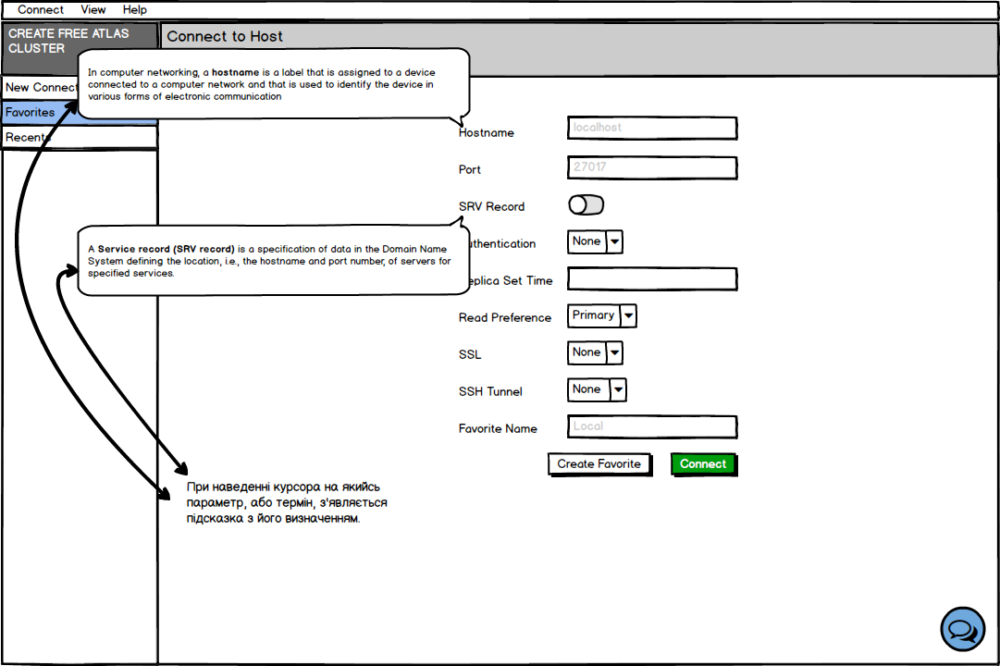 Connect View Help
CREATE FREE ATLAS
CLUSTER
Connect to Host
In computer networking, a hostname is a label that is assigned to a device
connected to a computer network and that is used to identify the device in
various forms of electronic communication
New Connect
Favorites
Recents
Hostname
localhost
Port
27017
SRV Record
A Service record (SRV record) is a specification of data in the Domain Name
System defining the location, i.e., the hostname and port number, of servers for
specified services.
uthentication
None
eplica Set Time
Read Preference
Primary
SSL
None
SSH Tunnel
None
Favorite Name
Local
Create Favorite
Connect
При наведенні курсора на якийсь
параметр, або термін, з'являється
підсказка з його визначенням.